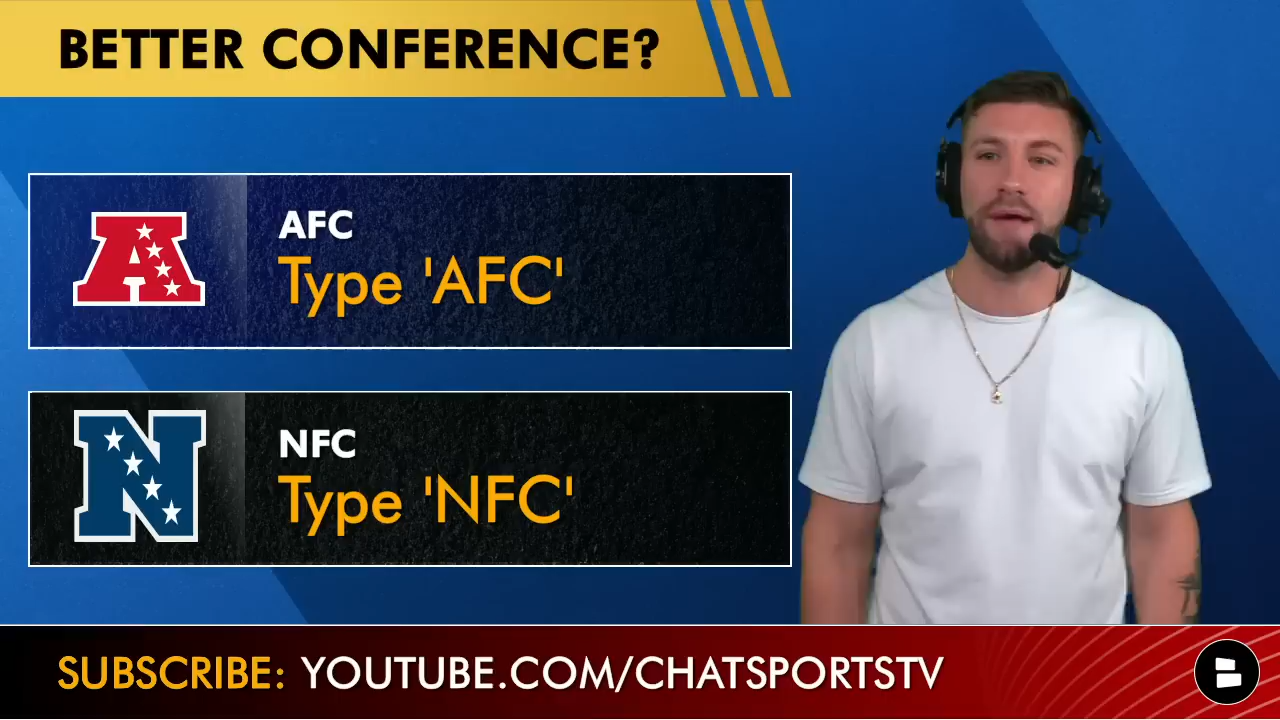 BETTER CONFERENCE?
AFC
Type 'AFC'
NFC
Type 'NFC'
SUBSCRIBE: YOUTUBE.COM/CHATSPORTSTV